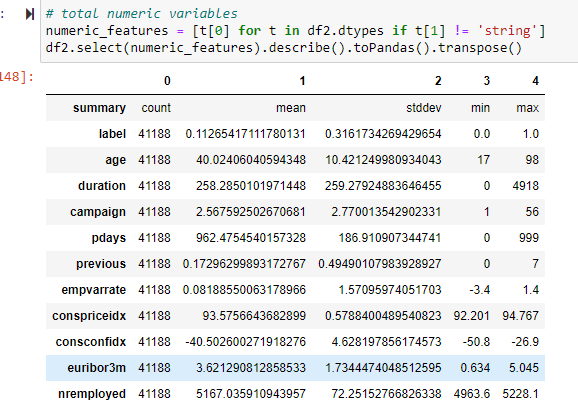 :
# total numeric variables
numeric_features = [t[0] for t in df2.dtypes if t[1] != 'string']
df2.select(numeric_features).describe().toPandas().transpose()
148]:
0 1 2 3 4
summary count mean stddev min max
label 41188 0.11265417111780131 0.3161734269429654 0.0 1.0
age 41188 40.02406040594348 10.421249980934043 17 98
duration 41188 258.2850101971448 259.27924883646455 0 4918
campaign 41188 2.567592502670681 2.770013542902331 1 56
pdays 41188 962.4754540157328 186.910907344741 0 999
previous 41188 0.17296299893172767 0.49490107983928927 0 7
empvarrate 41188 0.08188550063178966 1.57095974051703 -3.4 1.4
conspriceidx 41188 93.5756643682899 0.5788400489540823 92.201 94.767
consconfidx 41188 -40.502600271918276 4.628197856174573 -50.8 -26.9
euribor3m 41188 3.621290812858533 1.7344474048512595 0.634 5.045
nremployed 41188 5167.035910943957 72.25152766826338 4963.6 5228.1